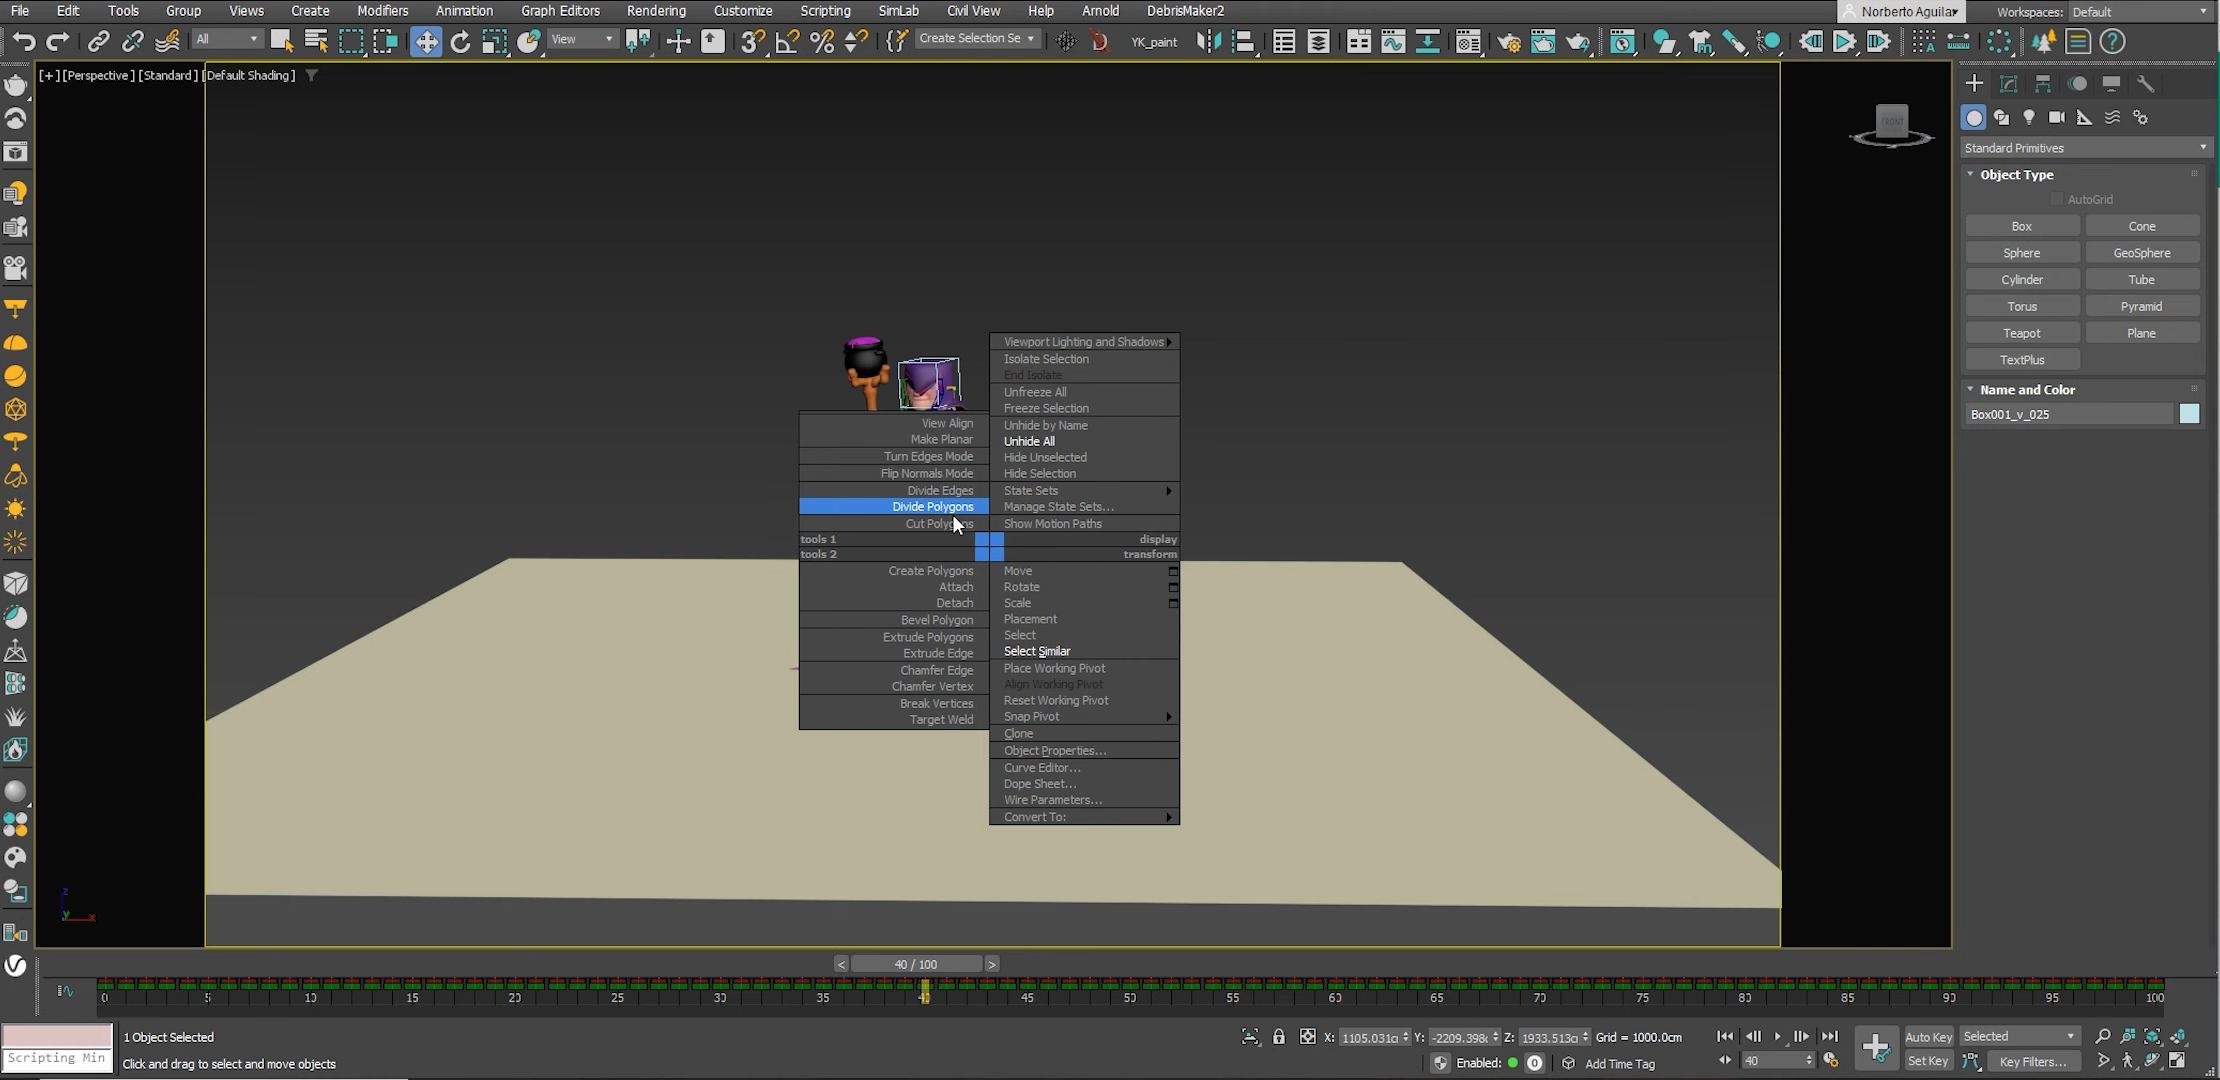 File Edit Tools Group Views Create Modifiers Animation Graph Editors Rendering Customize Scripting SimLab Civil View Help Arnold DebrisMaker2 Norberto Aguilar Workspaces: Default
All View Create Selection Se YK_paint
[+] [Perspective ] [Standard ] [Default Shading ]
FRONT
Standard Primitives
Object Type
AutoGrid
Box Cone
Sphere GeoSphere
Cylinder Tube
Torus Pyramid
Teapot Plane
TextPlus
Name and Color
Box001_v_025
Viewport Lighting and Shadows
Isolate Selection
End Isolate
Unfreeze All
Freeze Selection
Unhide by Name
Unhide All
Hide Unselected
Hide Selection
State Sets
Manage State Sets...
Show Motion Paths
display
transform
View Align
Make Planar
Turn Edges Mode
Flip Normals Mode
Divide Edges
Divide Polygons
Cut Polygons
tools 1
tools 2
Create Polygons
Attach
Detach
Bevel Polygon
Extrude Polygons
Extrude Edge
Chamfer Edge
Chamfer Vertex
Break Vertices
Target Weld
Move
Rotate
Scale
Placement
Select
Select Similar
Place Working Pivot
Align Working Pivot
Reset Working Pivot
Snap Pivot
Clone
Object Properties...
Curve Editor...
Dope Sheet...
Wire Parameters...
Convert To:
z
y x
< 40 / 100 >
0 5 10 15 20 25 30 35 40 45 50 55 60 65 70 75 80 85 90 95 100
1 Object Selected X: 1105.031c Y: -2209.398c Z: 1933.513c Grid = 1000.0cm Auto Key Selected
Scripting Min Click and drag to select and move objects Enabled: 0 Add Time Tag 40 Set Key Key Filters...